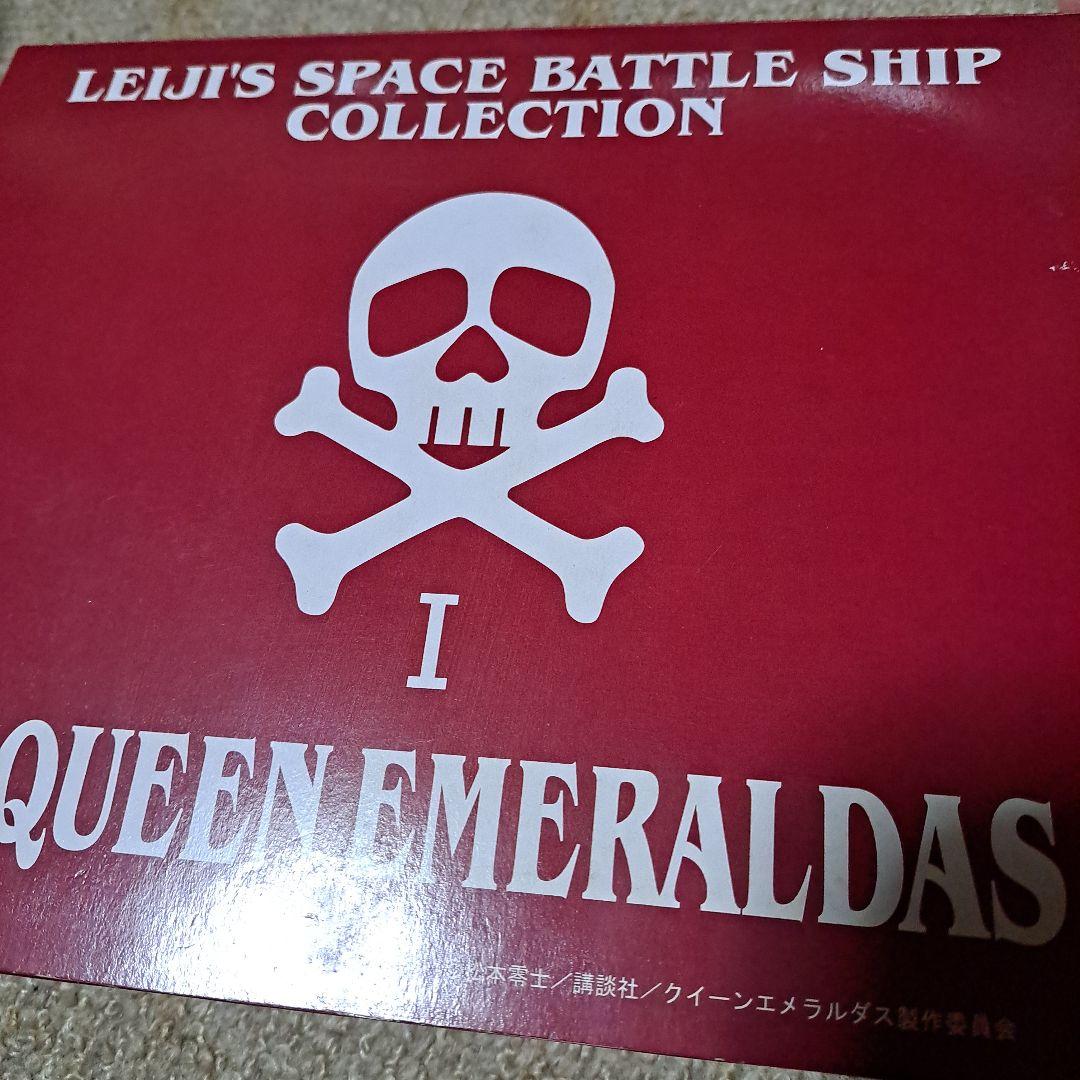 LEIJI'S SPACE BATTLE SHIP
COLLECTION
I
QUEEN EMERALDAS
本零士／講談社／クイーンエメラルダス製作委員会